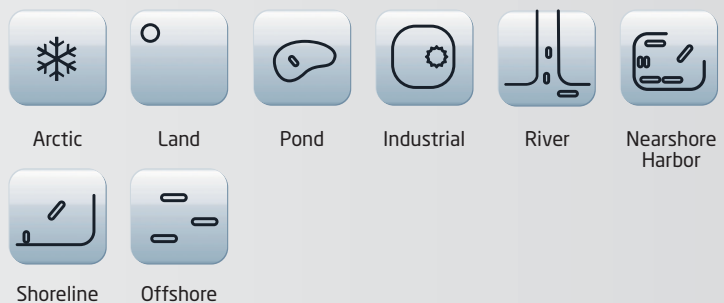 Arctic
Land
Pond
Industrial
River
Nearshore
Harbor
Shoreline
Offshore